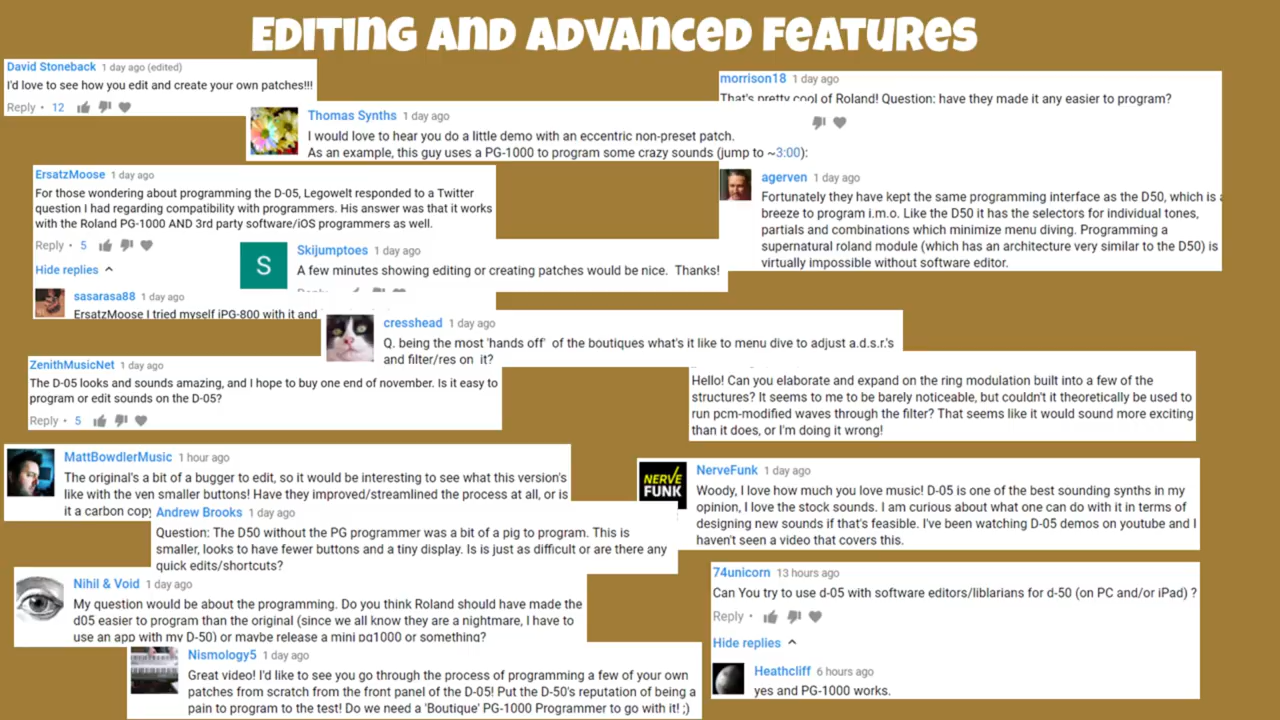 Editing and Advanced Features
David Stoneback 1 day ago (edited)
I'd love to see how you edit and create your own patches!!!
Reply • 12
morrison18 1 day ago
That's pretty cool of Roland! Question: have they made it any easier to program?
Thomas Synths 1 day ago
I would love to hear you do a little demo with an eccentric non-preset patch.
As an example, this guy uses a PG-1000 to program some crazy sounds (jump to ~3:00):
ErsatzMoose 1 day ago
For those wondering about programming the D-05, Legowelt responded to a Twitter
question I had regarding compatibility with programmers. His answer was that it works
with the Roland PG-1000 AND 3rd party software/iOS programmers as well.
Reply • 5
Hide replies
sasarasa88 1 day ago
ErsatzMoose I tried myself iPG-800 with it and
agerven 1 day ago
Fortunately they have kept the same programming interface as the D50, which is a
breeze to program i.m.o. Like the D50 it has the selectors for individual tones,
partials and combinations which minimize menu diving. Programming a
supernatural roland module (which has an architecture very similar to the D50) is
virtually impossible without software editor.
S
Skijumptoes 1 day ago
A few minutes showing editing or creating patches would be nice. Thanks!
cresshead 1 day ago
Q. being the most 'hands off' of the boutiques what's it like to menu dive to adjust a.d.s.r.'s
and filter/res on it?
ZenithMusicNet 1 day ago
The D-05 looks and sounds amazing, and I hope to buy one end of november. Is it easy to
program or edit sounds on the D-05?
Reply • 5
Hello! Can you elaborate and expand on the ring modulation built into a few of the
structures? It seems to me to be barely noticeable, but couldn't it theoretically be used to
run pcm-modified waves through the filter? That seems like it would sound more exciting
than it does, or I'm doing it wrong!
MattBowdlerMusic 1 hour ago
The original's a bit of a bugger to edit, so it would be interesting to see what this version's
like with the ven smaller buttons! Have they improved/streamlined the process at all, or is
it a carbon copy
NERVE
FUNK
NerveFunk 1 day ago
Woody, I love how much you love music! D-05 is one of the best sounding synths in my
opinion, I love the stock sounds. I am curious about what one can do with it in terms of
designing new sounds if that's feasible. I've been watching D-05 demos on youtube and I
haven't seen a video that covers this.
Andrew Brooks 1 day ago
Question: The D50 without the PG programmer was a bit of a pig to program. This is
smaller, looks to have fewer buttons and a tiny display. Is is just as difficult or are there any
quick edits/shortcuts?
Nihil & Void 1 day ago
My question would be about the programming. Do you think Roland should have made the
d05 easier to program than the original (since we all know they are a nightmare, I have to
use an app with my D-50) or maybe release a mini pg1000 or something?
74unicorn 13 hours ago
Can You try to use d-05 with software editors/liblarians for d-50 (on PC and/or iPad) ?
Reply •
Hide replies
Heathcliff 6 hours ago
yes and PG-1000 works.
Nismology5 1 day ago
Great video! I'd like to see you go through the process of programming a few of your own
patches from scratch from the front panel of the D-05! Put the D-50's reputation of being a
pain to program to the test! Do we need a 'Boutique' PG-1000 Programmer to go with it! ;)